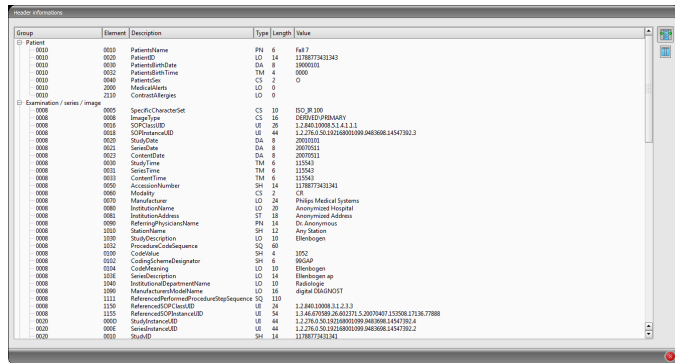 Header informations
Group Element Description Type Length Value
Patient
0010 0010 PatientsName PN 6 Fall 7
0010 0020 PatientID LO 14 11788773431343
0010 0030 PatientsBirthDate DA 8 19000101
0010 0032 PatientsBirthTime TM 4 0000
0010 0040 PatientsSex CS 2 O
0010 2000 MedicalAlerts LO 0
0010 2110 ContrastAllergies LO 0
Examination / series / image
0008 0005 SpecificCharacterSet CS 10 ISO_IR 100
0008 0008 ImageType CS 16 DERIVED\PRIMARY
0008 0016 SOPClassUID UI 26 1.2.840.10008.5.1.4.1.1.1
0008 0018 SOPInstanceUID UI 44 1.2.276.0.50.192168001099.9483698.14547392.3
0008 0020 StudyDate DA 8 20010101
0008 0021 SeriesDate DA 8 20070511
0008 0023 ContentDate DA 8 20070511
0008 0030 StudyTime TM 6 115543
0008 0031 SeriesTime TM 6 115543
0008 0033 ContentTime TM 6 115543
0008 0050 AccessionNumber SH 14 11788773431341
0008 0060 Modality CS 2 CR
0008 0070 Manufacturer LO 24 Philips Medical Systems
0008 0080 InstitutionName LO 20 Anonymized Hospital
0008 0081 InstitutionAddress ST 18 Anonymized Address
0008 0090 ReferringPhysiciansName PN 14 Dr. Anonymous
0008 1010 StationName SH 12 Any Station
0008 1030 StudyDescription LO 10 Ellenbogen
0008 1032 ProcedureCodeSequence SQ 60
0008 0100 CodeValue SH 4 1052
0008 0102 CodingSchemeDesignator SH 6 99GAP
0008 0104 CodeMeaning LO 10 Ellenbogen
0008 103E SeriesDescription LO 14 Ellenbogen ap
0008 1040 InstitutionalDepartmentName LO 10 Radiologie
0008 1090 ManufacturersModelName LO 16 digital DIAGNOST
0008 1111 ReferencedPerformedProcedureStepSequence SQ 110
0008 1150 ReferencedSOPClassUID UI 24 1.2.840.10008.3.1.2.3.3
0008 1155 ReferencedSOPInstanceUID UI 54 1.3.46.670589.26.602371.5.20070407.153508.17136.77888
0020 000D StudyInstanceUID UI 44 1.2.276.0.50.192168001099.9483698.14547392.4
0020 000E SeriesInstanceUID UI 44 1.2.276.0.50.192168001099.9483698.14547392.2
0020 0010 StudyID SH 14 11788773431341